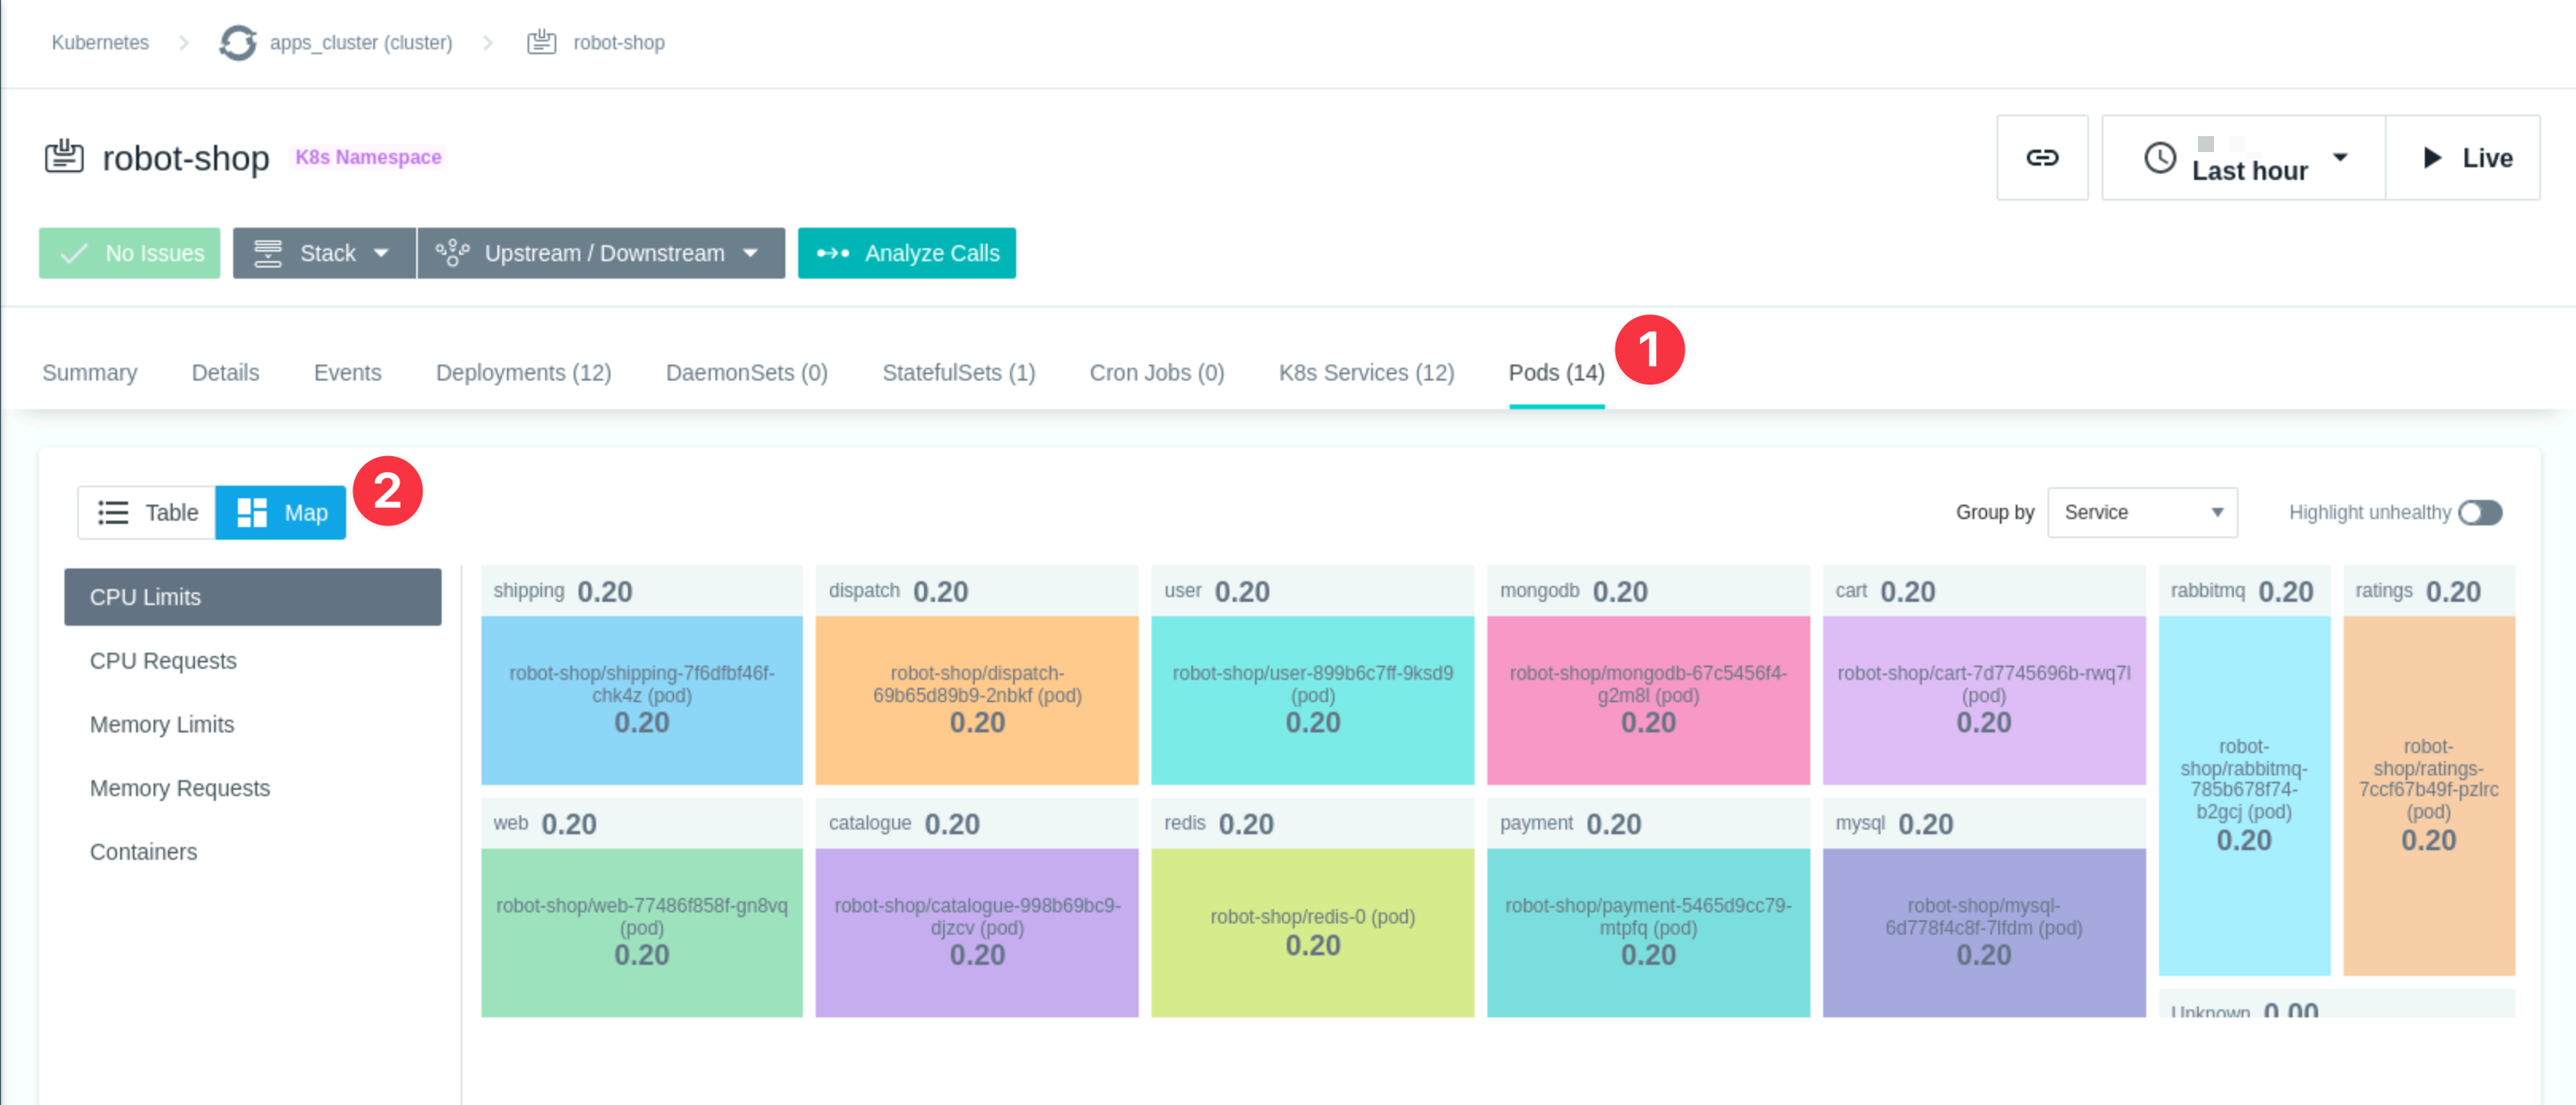 Kubernetes > apps_cluster (cluster) > robot-shop
robot-shop K8s Namespace
Last hour
Live
No Issues
Stack
Upstream / Downstream
Analyze Calls
Summary
Details
Events
Deployments (12)
DaemonSets (0)
StatefulSets (1)
Cron Jobs (0)
K8s Services (12)
Pods (14)
1
Table
Map
2
Group by
Service
Highlight unhealthy
CPU Limits
CPU Requests
Memory Limits
Memory Requests
Containers
shipping 0.20
robot-shop/shipping-7f6dfbf46f-
chk4z (pod)
0.20
dispatch 0.20
robot-shop/dispatch-
69b65d89b9-2nbkf (pod)
0.20
user 0.20
robot-shop/user-899b6c7ff-9ksd9
(pod)
0.20
mongodb 0.20
robot-shop/mongodb-67c5456f4-
g2m8l (pod)
0.20
cart 0.20
robot-shop/cart-7d7745696b-rwq7l
(pod)
0.20
rabbitmq 0.20
robot-
shop/rabbitmq-
785b678f74-
b2gcj (pod)
0.20
ratings 0.20
robot-
shop/ratings-
7ccf67b49f-pzlrc
(pod)
0.20
web 0.20
robot-shop/web-77486f858f-gn8vq
(pod)
0.20
catalogue 0.20
robot-shop/catalogue-998b69bc9-
djzcv (pod)
0.20
redis 0.20
robot-shop/redis-0 (pod)
0.20
payment 0.20
robot-shop/payment-5465d9cc79-
mtpfq (pod)
0.20
mysql 0.20
robot-shop/mysql-
6d778f4c8f-7lfdm (pod)
0.20
Unknown 0.00